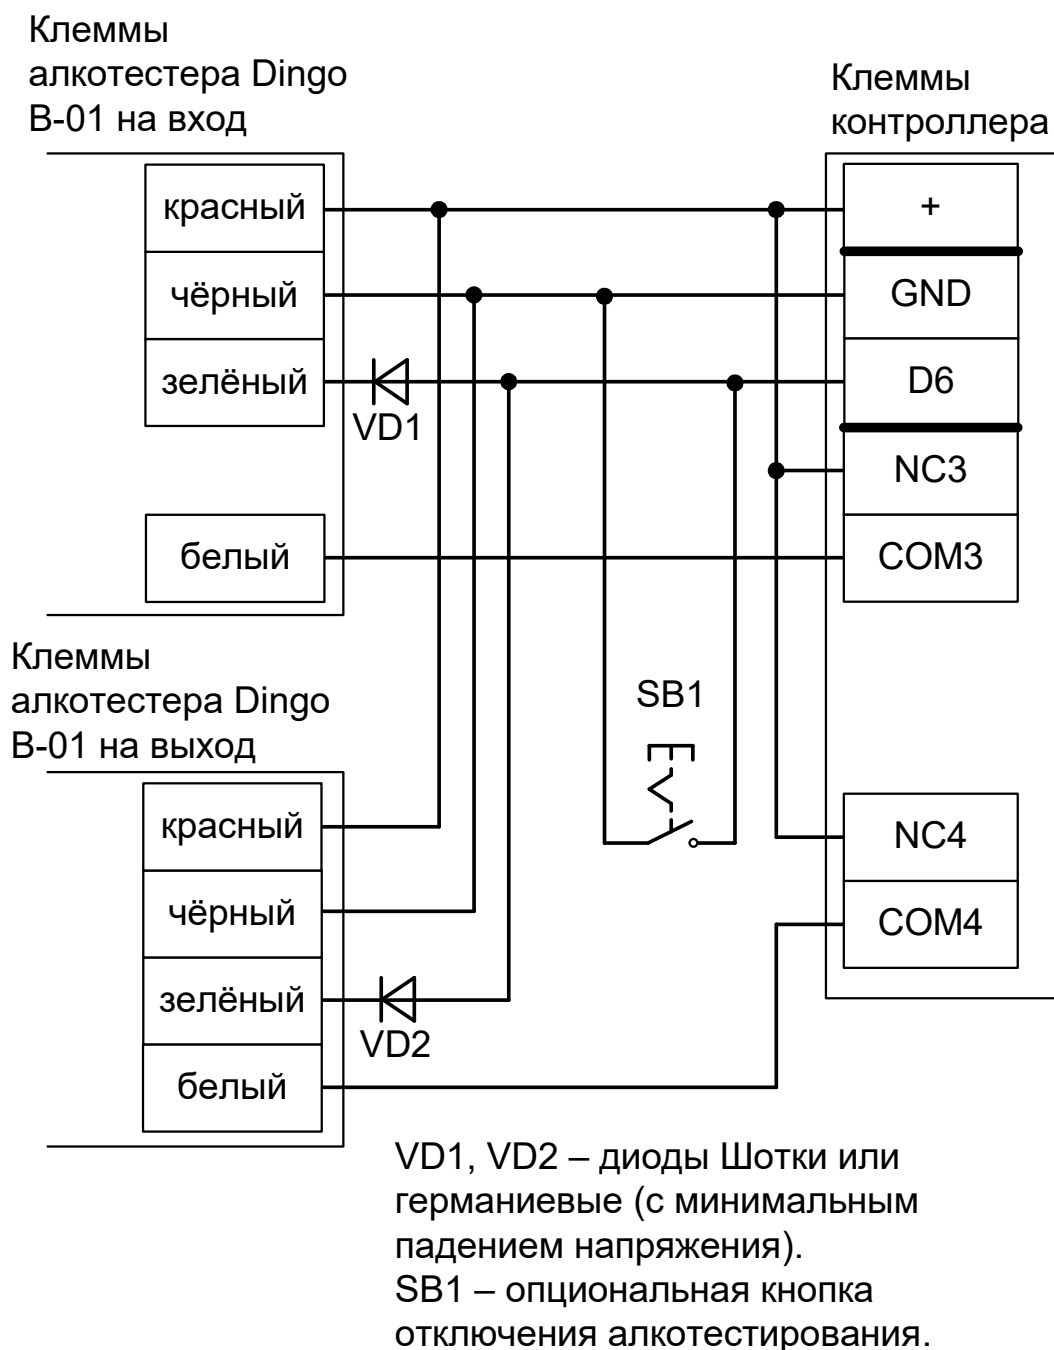 Клеммы
алкотестера Dingo
B-01 на вход
Клеммы
контроллера
красный
чёрный
зелёный
белый
VD1
+
GND
D6
NC3
COM3
Клеммы
алкотестера Dingo
B-01 на выход
SB1
красный
чёрный
зелёный
белый
VD2
NC4
COM4
VD1, VD2 – диоды Шотки или
германиевые (с минимальным
падением напряжения).
SB1 – опциональная кнопка
отключения алкотестирования.